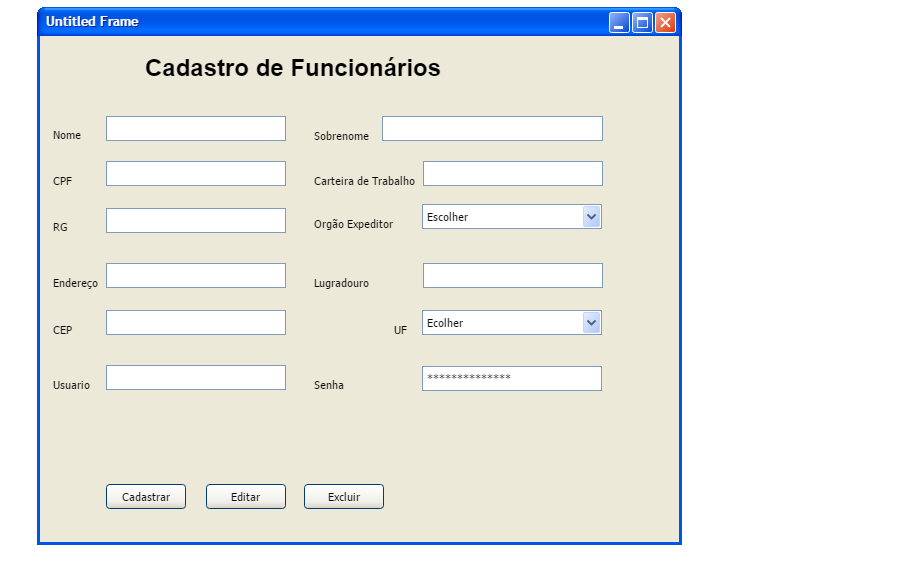 Untitled Frame
Cadastro de Funcionários
Nome
Sobrenome
CPF
Carteira de Trabalho
RG
Orgão Expeditor
Escolher
Endereço
Lugradouro
CEP
UF
Ecolher
Usuario
Senha
**************
Cadastrar
Editar
Excluir